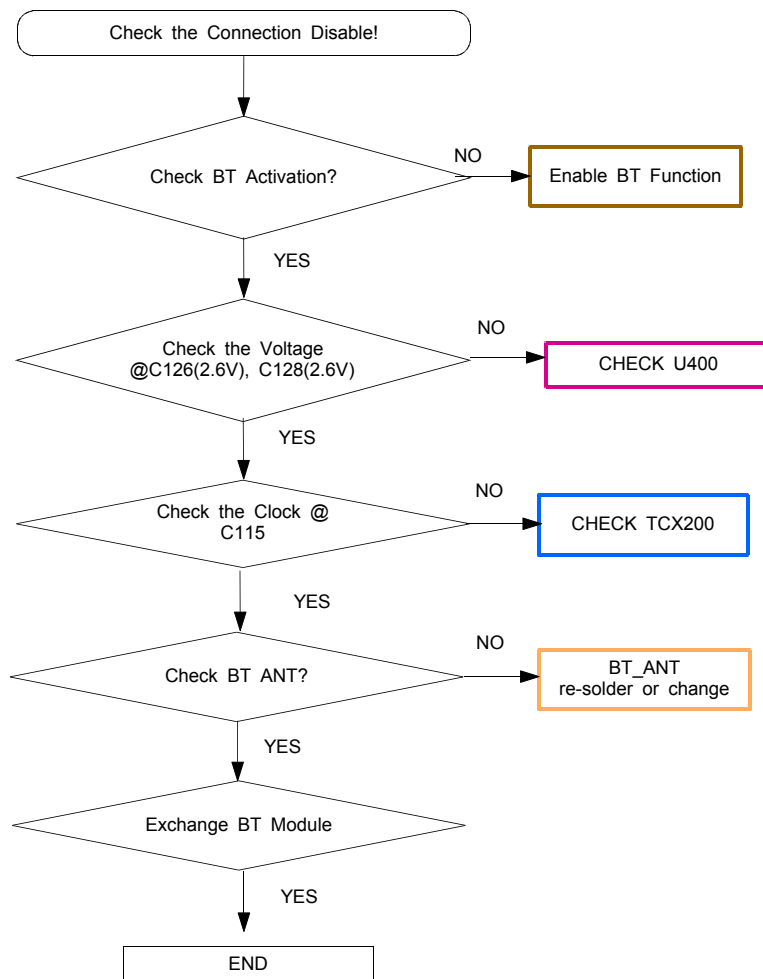 Check the Connection Disable!
Check BT Activation?
NO
Enable BT Function
YES
Check the Voltage
@C126(2.6V), C128(2.6V)
NO
CHECK U400
YES
Check the Clock @
C115
NO
CHECK TCX200
YES
Check BT ANT?
NO
BT_ANT
re-solder or change
YES
Exchange BT Module
YES
END